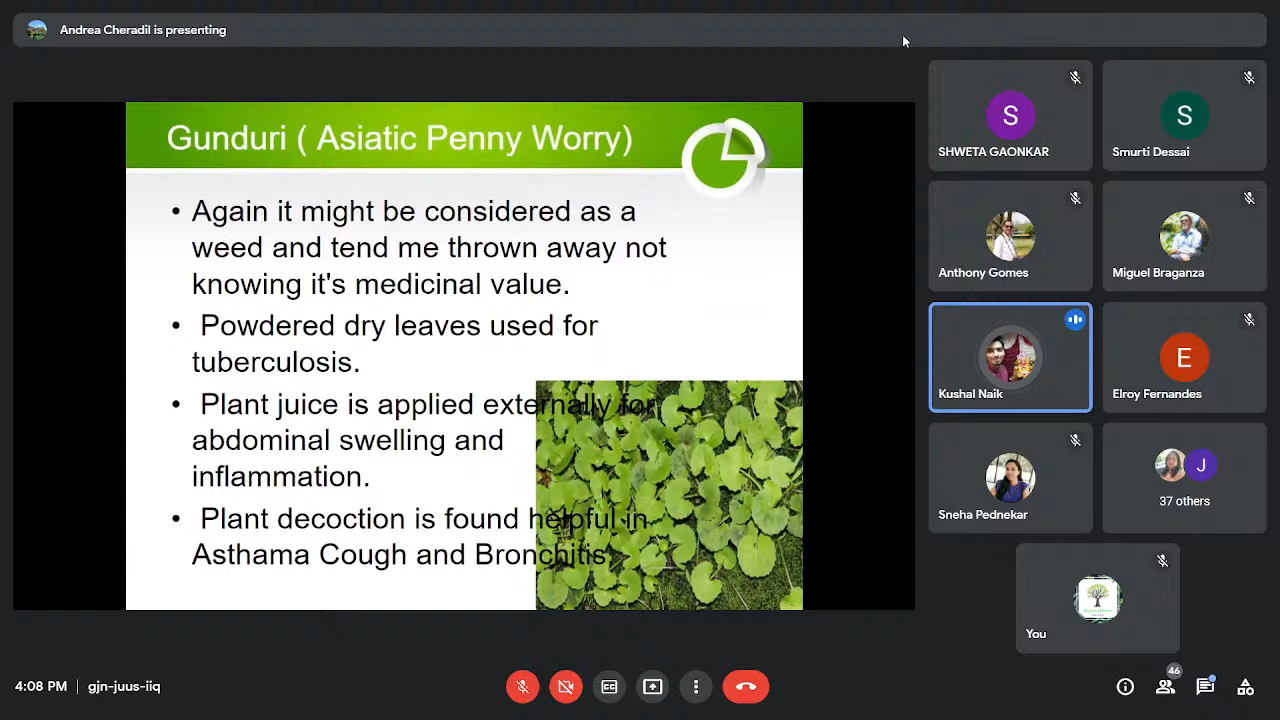 Andrea Cheradil is presenting
Gunduri ( Asiatic Penny Worry)
• Again it might be considered as a
weed and tend me thrown away not
knowing it's medicinal value.
• Powdered dry leaves used for
tuberculosis.
• Plant juice is applied externally for
abdominal swelling and
inflammation.
• Plant decoction is found helpful in
Asthama Cough and Bronchitis.
S
SHWETA GAONKAR
S
Smurti Dessai
Anthony Gomes
Miguel Braganza
Kushal Naik
E
Elroy Fernandes
Sneha Pednekar
J
37 others
You
4:08 PM | gjn-juus-iiq
46